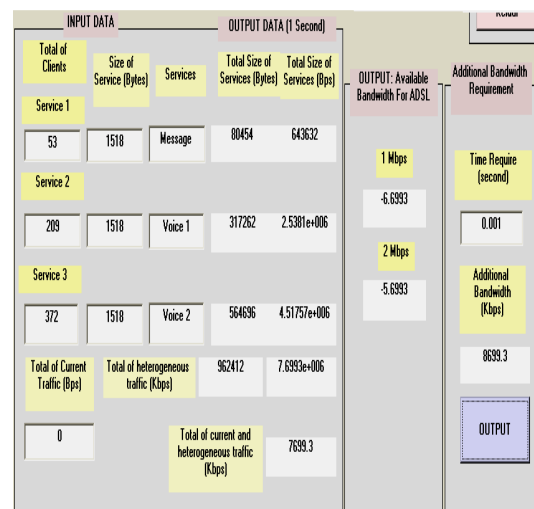 INPUT DATA
OUTPUT DATA (1 Second)
Total of
Clients
Size of
Service (Bytes)
Services
Total Size of
Services (Bytes)
Total Size of
Services (Bps)
Service 1
53
1518
Message
80454
643632
Service 2
209
1518
Voice 1
317262
2.5381e+006
Service 3
372
1518
Voice 2
564696
4.51757e+006
Total of Current
Traffic (Bps)
Total of heterogeneous
traffic (Kbps)
962412
7.6993e+006
0
Total of current and
heterogeneous traffic
(Kbps)
7699.3
OUTPUT: Available
Bandwidth For ADSL
1 Mbps
-6.6993
2 Mbps
-5.6993
Additional Bandwidth
Requirement
Time Require
(second)
0.001
Additional
Bandwidth
(Kbps)
8699.3
OUTPUT